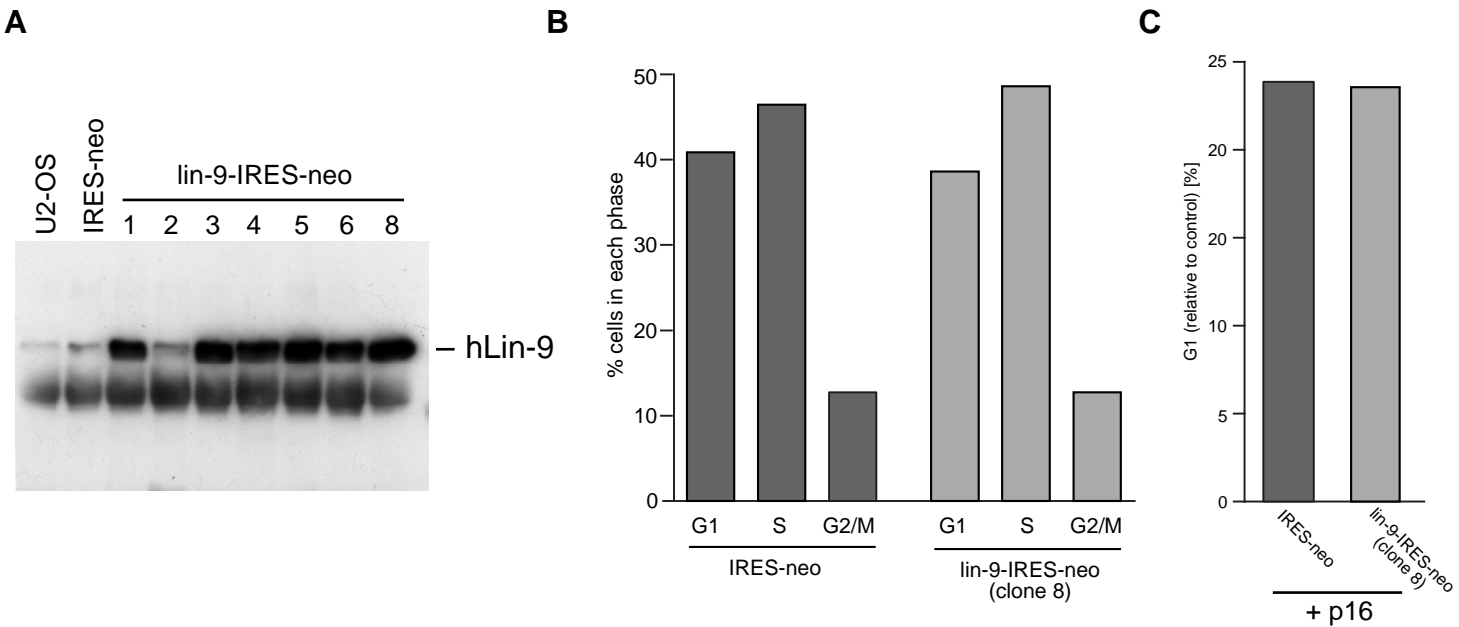 A
U2-OS
IRES-neo
lin-9-IRES-neo
1 2 3 4 5 6 8
– hLin-9
B
% cells in each phase
50
40
30
20
10
0
G1 S G2/M G1 S G2/M
IRES-neo
lin-9-IRES-neo
(clone 8)
C
G1 (relative to control) [%]
25
20
20
10
5
0
IRES-neo
lin-9-IRES-neo
(clone 8)
+ p16